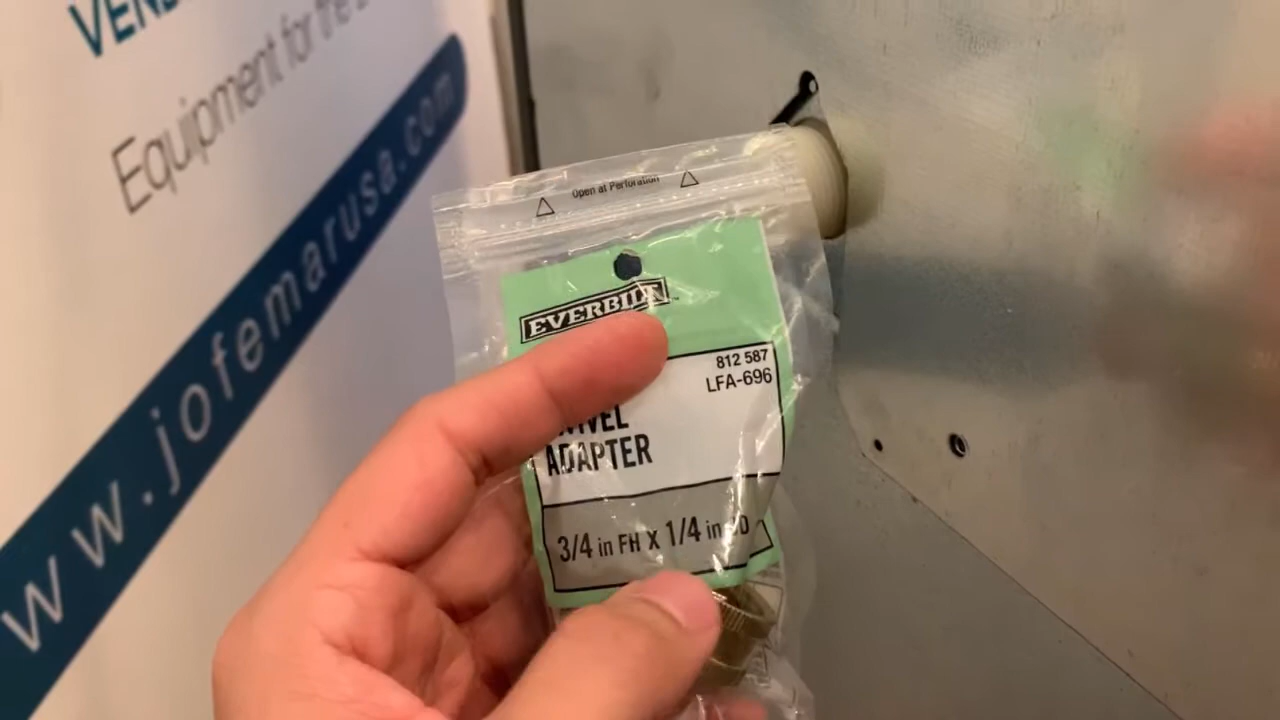 Equipment for the
www.jofemarusa.com
Open at Perforation
EVERBILT
812 587
LFA-696
ADAPTER
3/4 in FH X 1/4 in